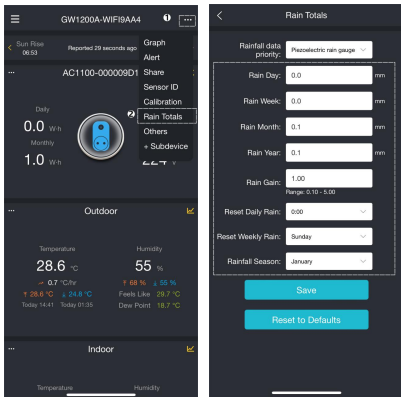 GW1200A-WIFI9AA4
1
...
Sun Rise
06:53
Reported 29 seconds ago
Graph
Alert
Share
Sensor ID
Calibration
2
Rain Totals
Others
+ Subdevice
AC1100-000009D1
Daily
0.0 W·h
Monthly
1.0 W·h
Outdoor
Temperature
Humidity
28.6 °C
55 %
0.7 °C/hr
↑ 68 % ↓ 55 %
↑ 28.6 °C ↓ 24.8 °C
Feels Like 29.7 °C
Today 14:41 Today 01:35
Dew Point 18.7 °C
Indoor
Temperature
Humidity
Rain Totals
Rainfall data
priority:
Piezoelectric rain gauge
Rain Day: 0.0 mm
Rain Week: 0.0 mm
Rain Month: 0.1 mm
Rain Year: 0.1 mm
Rain Gain: 1.00
Range: 0.10 - 5.00
Reset Daily Rain: 0:00
Reset Weekly Rain: Sunday
Rainfall Season: January
Save
Reset to Defaults